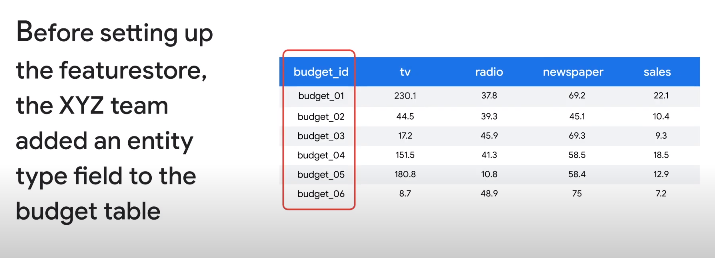 Before setting up
the featurestore,
the XYZ team
added an entity
type field to the
budget table
budget_id tv radio newspaper sales
budget_01 230.1 37.8 69.2 22.1
budget_02 44.5 39.3 45.1 10.4
budget_03 17.2 45.9 69.3 9.3
budget_04 151.5 41.3 58.5 18.5
budget_05 180.8 10.8 58.4 12.9
budget_06 8.7 48.9 75 7.2